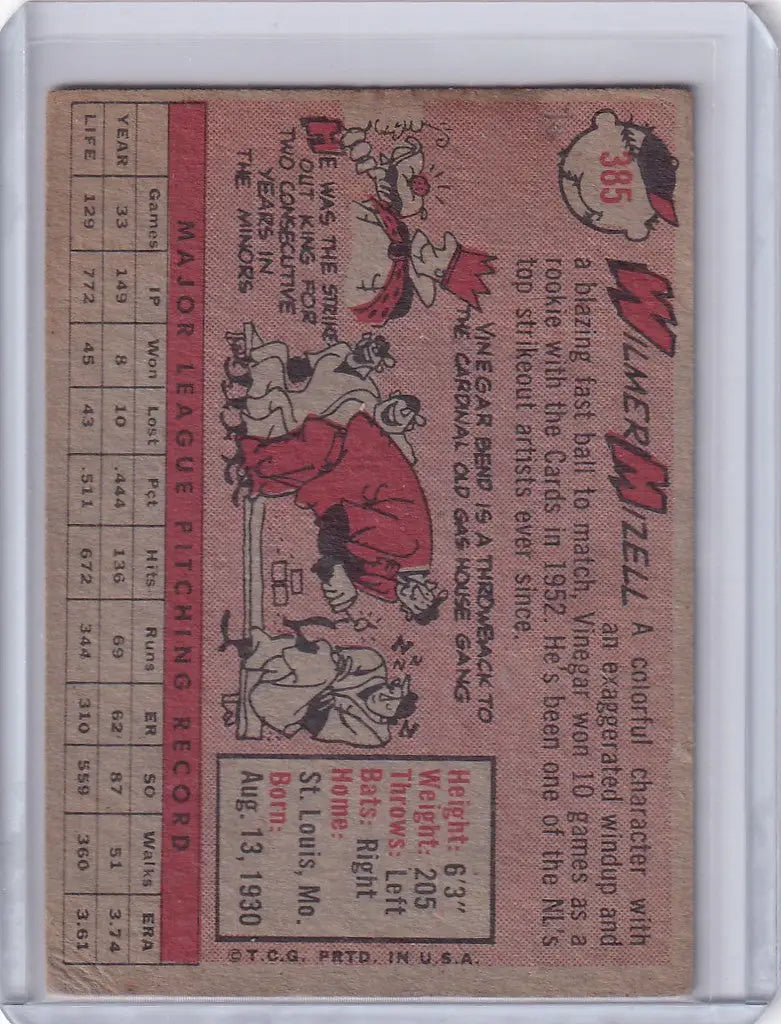 385
WILMER MIZELL A colorful character with
an exaggerated windup and
a blazing fast ball to match, Vinegar won 10 games as a
rookie with the Cards in 1952. He's been one of the NL's
top strikeout artists ever since.
VINEGAR BEND IS A THROWBACK TO
THE CARDINAL OLD GAS HOUSE GANG
HE WAS THE STRIKE
OUT KING FOR
TWO CONSECUTIVE
YEARS IN
THE MINORS
ZZZZZ
Height: 6'3"
Weight: 205
Throws: Left
Bats: Right
Home:
St. Louis, Mo.
Born:
Aug. 13, 1930
©T.C.G. PRTD. IN U.S.A.
MAJOR LEAGUE PITCHING RECORD
Games IP Won Lost Pct Hits Runs ER SO Walks ERA
YEAR 33 149 8 10 .444 136 69 62 87 51 3.74
LIFE 129 772 45 43 .511 672 344 310 559 360 3.61